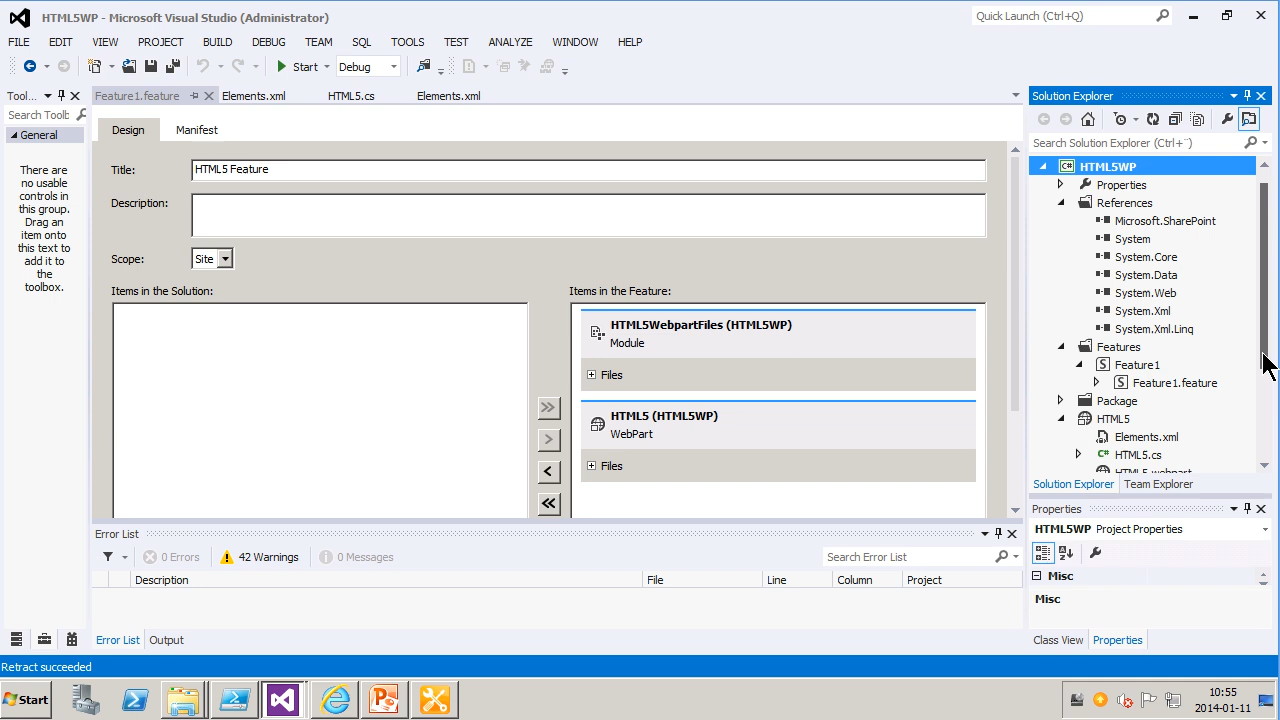 HTML5WP - Microsoft Visual Studio (Administrator)
Quick Launch (Ctrl+Q)
FILE EDIT VIEW PROJECT BUILD DEBUG TEAM SQL TOOLS TEST ANALYZE WINDOW HELP
Start Debug
Tool...
Search Toolb
General
There are
no usable
controls in
this group.
Drag an
item onto
this text to
add it to
the
toolbox.
Feature1.feature Elements.xml HTML5.cs Elements.xml
Design Manifest
Title: HTML5 Feature
Description:
Scope: Site
Items in the Solution:
Items in the Feature:
HTML5WebpartFiles (HTML5WP)
Module
Files
HTML5 (HTML5WP)
WebPart
Files
Error List
0 Errors 42 Warnings 0 Messages Search Error List
Description File Line Column Project
Error List Output
Solution Explorer
Search Solution Explorer (Ctrl+¨)
C# HTML5WP
Properties
References
Microsoft.SharePoint
System
System.Core
System.Data
System.Web
System.Xml
System.Xml.Linq
Features
Feature1
Feature1.feature
Package
HTML5
Elements.xml
C# HTML5.cs
HTML5.webpart
Solution Explorer Team Explorer
Properties
HTML5WP Project Properties
Misc
Misc
Class View Properties
Retract succeeded
Start
10:55
2014-01-11